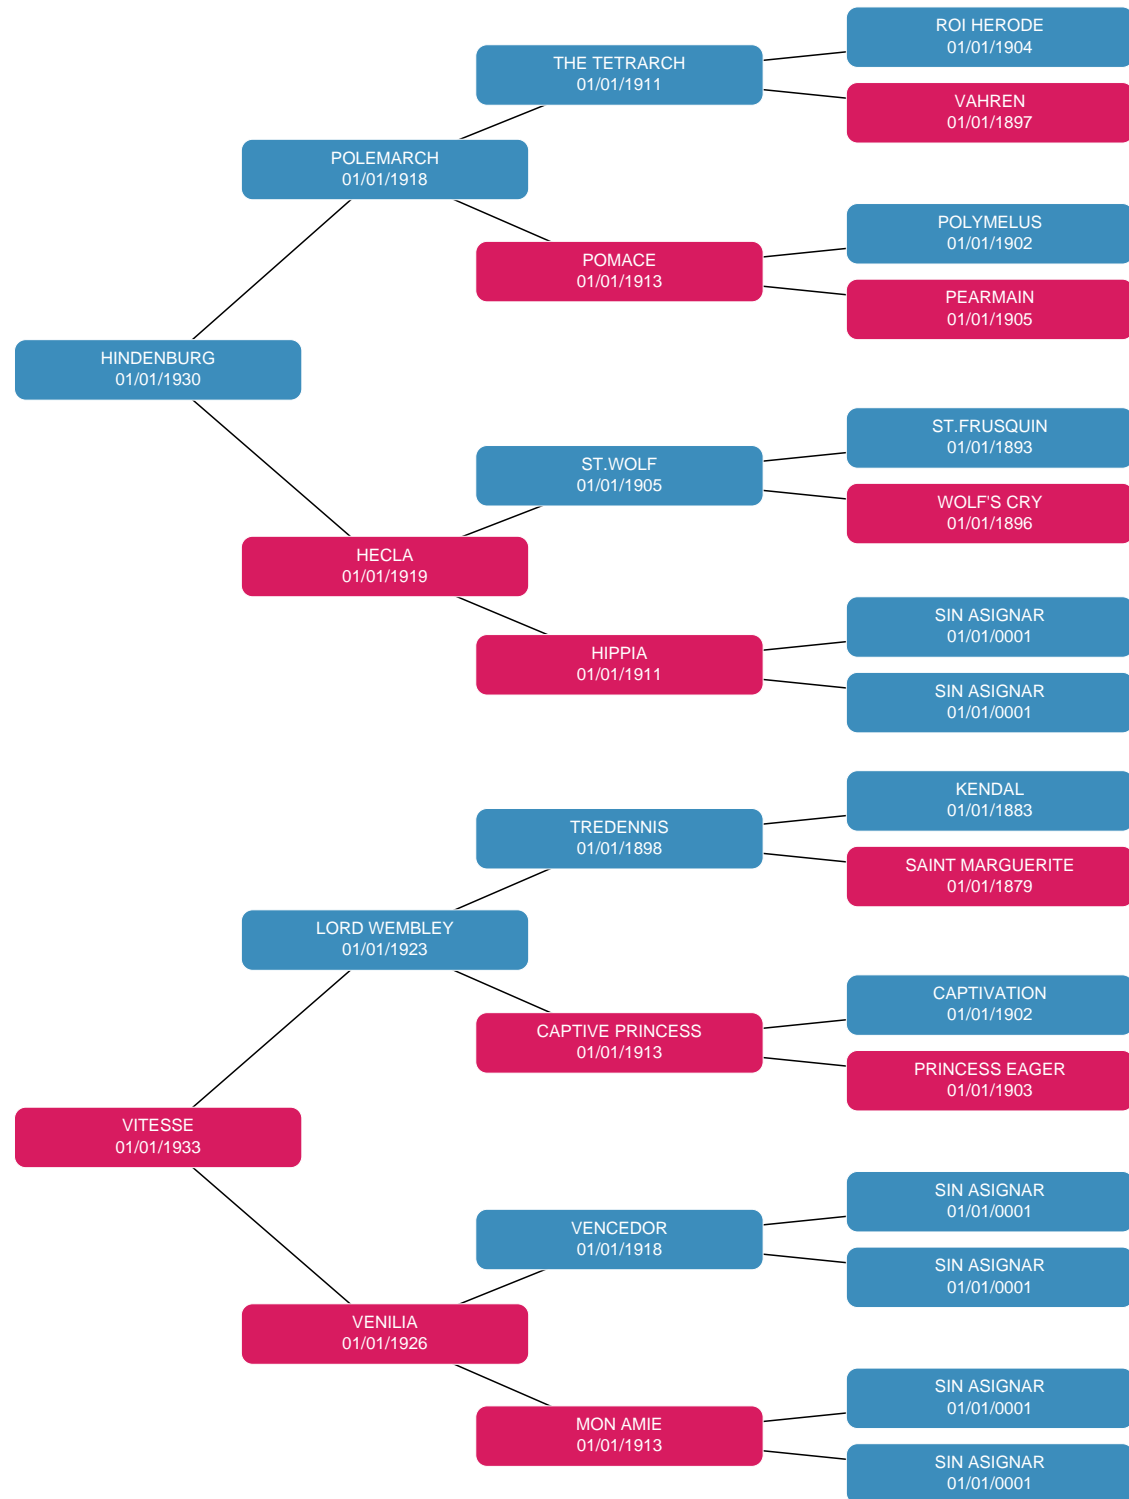 ROI HERODE
01/01/1904
THE TETRARCH
01/01/1911
VAHREN
01/01/1897
POLEMARCH
01/01/1918
POLYMELUS
01/01/1902
POMACE
01/01/1913
PEARMAIN
01/01/1905
HINDENBURG
01/01/1930
ST.FRUSQUIN
01/01/1893
ST.WOLF
01/01/1905
WOLF'S CRY
01/01/1896
HECLA
01/01/1919
SIN ASIGNAR
01/01/0001
HIPPIA
01/01/1911
SIN ASIGNAR
01/01/0001
KENDAL
01/01/1883
TREDENNIS
01/01/1898
SAINT MARGUERITE
01/01/1879
LORD WEMBLEY
01/01/1923
CAPTIVATION
01/01/1902
CAPTIVE PRINCESS
01/01/1913
PRINCESS EAGER
01/01/1903
VITESSE
01/01/1933
SIN ASIGNAR
01/01/0001
VENCEDOR
01/01/1918
SIN ASIGNAR
01/01/0001
VENILIA
01/01/1926
SIN ASIGNAR
01/01/0001
MON AMIE
01/01/1913
SIN ASIGNAR
01/01/0001